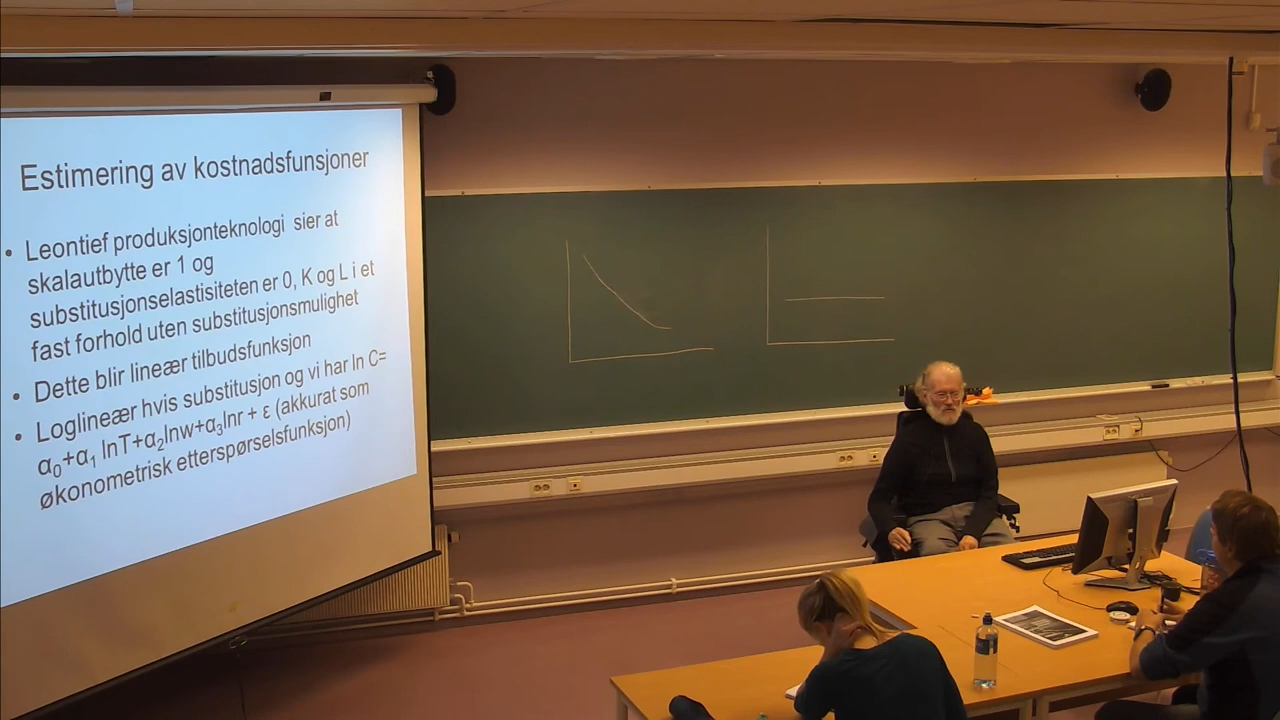 Estimering av kostnadsfunsjoner
• Leontief produksjonteknologi sier at
skalautbytte er 1 og
substitusjonselastisiteten er 0, K og L i et
fast forhold uten substitusjonsmulighet
• Dette blir lineær tilbudsfunksjon
• Loglineær hvis substitusjon og vi har ln C=
α₀+α₁ lnT+α₂lnw+α₃lnr + ε (akkurat som
økonometrisk etterspørselsfunksjon)